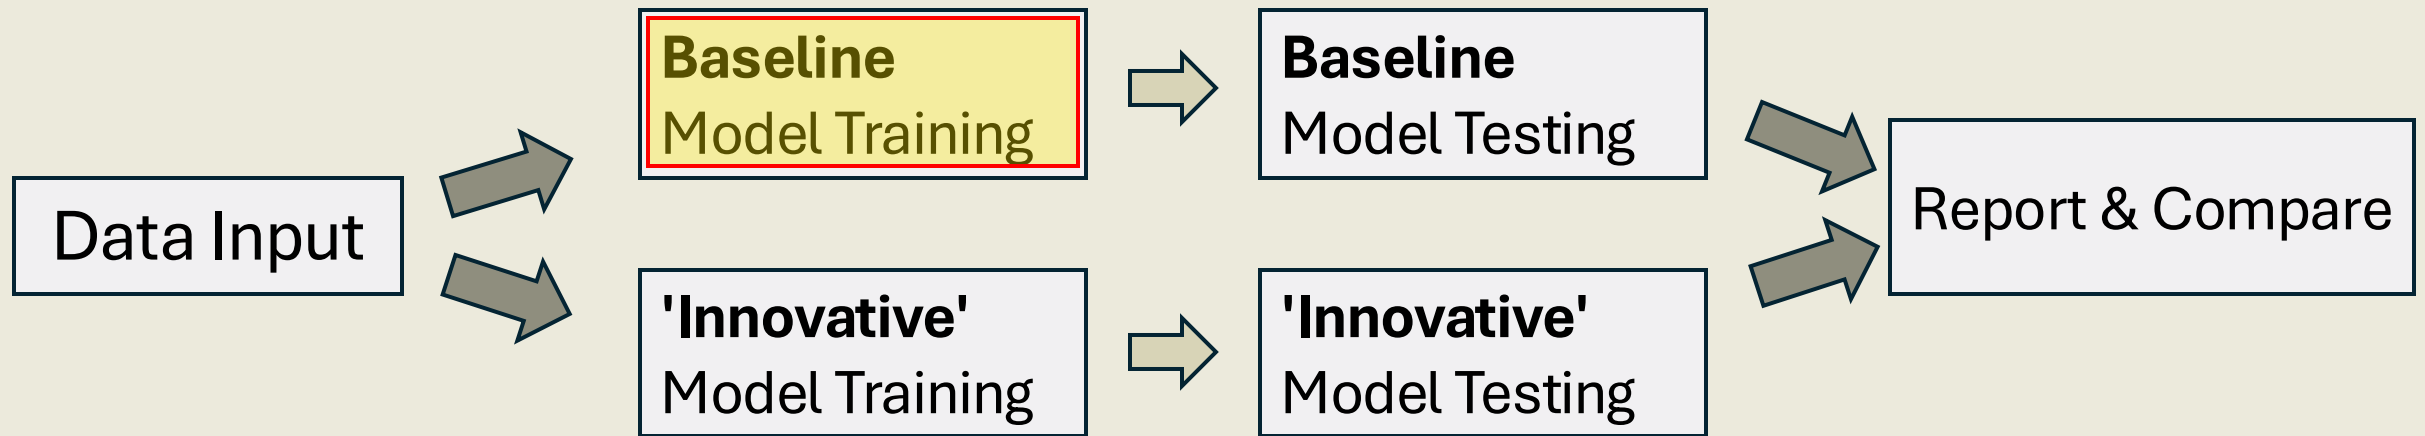 Data Input
Baseline
Model Training
Baseline
Model Testing
'Innovative'
Model Training
'Innovative'
Model Testing
Report & Compare